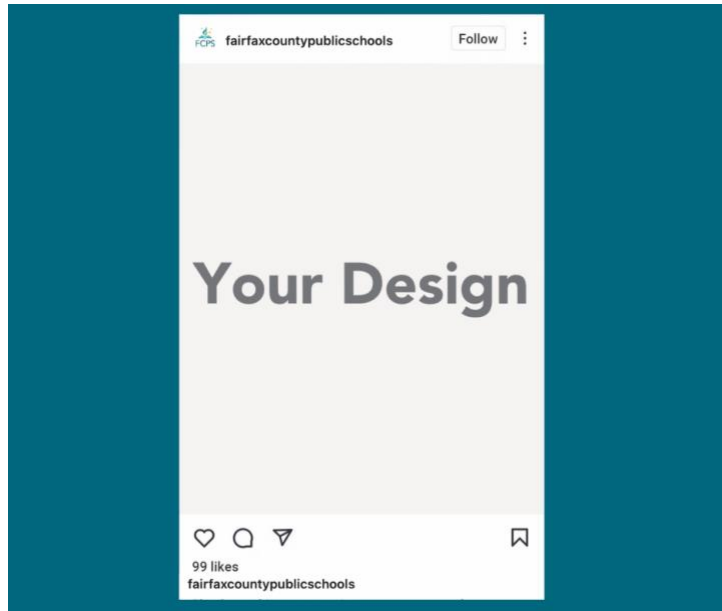 FCPS
fairfaxcountypublicschools
Follow
Your Design
99 likes
fairfaxcountypublicschools